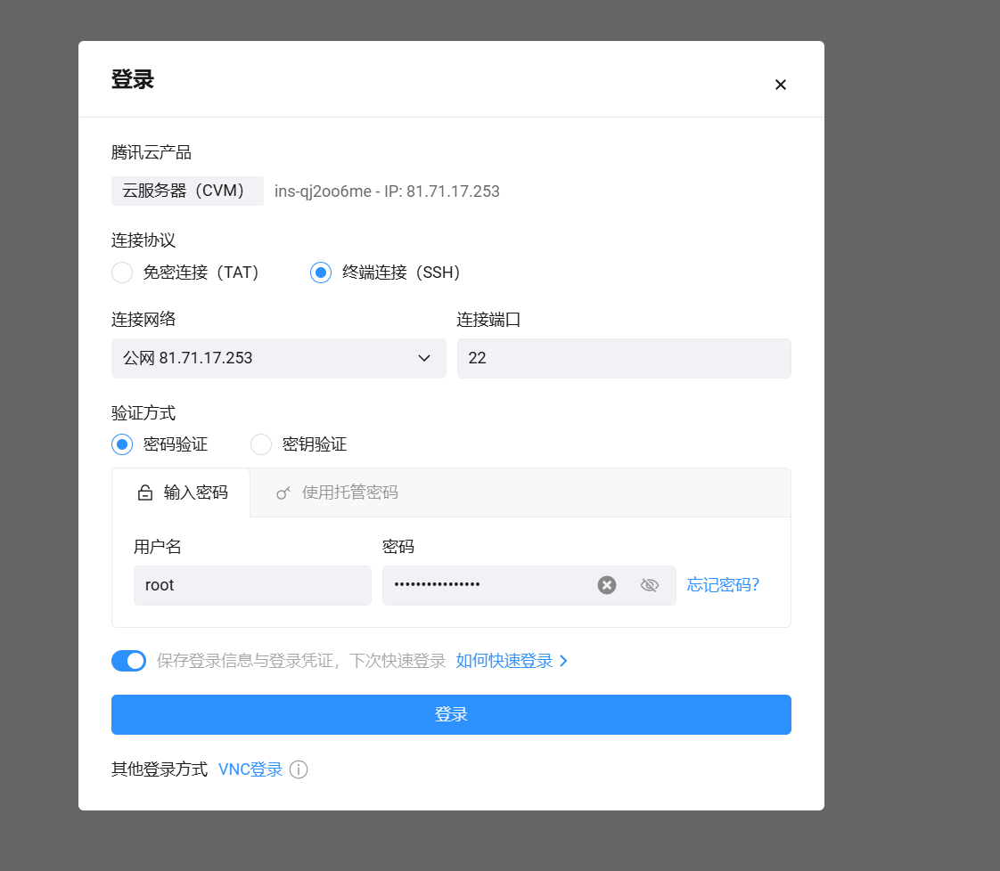 登录
腾讯云产品
云服务器（CVM） ins-qj2oo6me - IP: 81.71.17.253
连接协议
免密连接（TAT） 终端连接（SSH）
连接网络 连接端口
公网 81.71.17.253 22
验证方式
密码验证 密钥验证
输入密码 使用托管密码
用户名 密码
root •••••••••••••••• 忘记密码?
保存登录信息与登录凭证，下次快速登录 如何快速登录
登录
其他登录方式 VNC登录